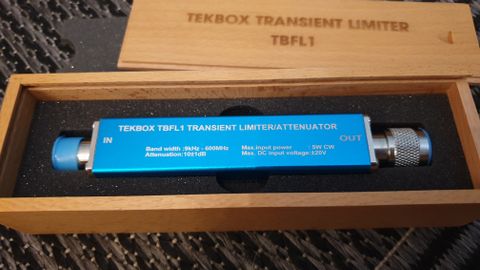 TEKBOX TRANSIENT LIMITER
TBFL1
TEKBOX TBFL1 TRANSIENT LIMITER/ATTENUATOR
IN
OUT
Band width :9kHz - 600MHz
Max.input power : 5W CW
Attenuation:10±1dB
Max. DC input voltage:±20V